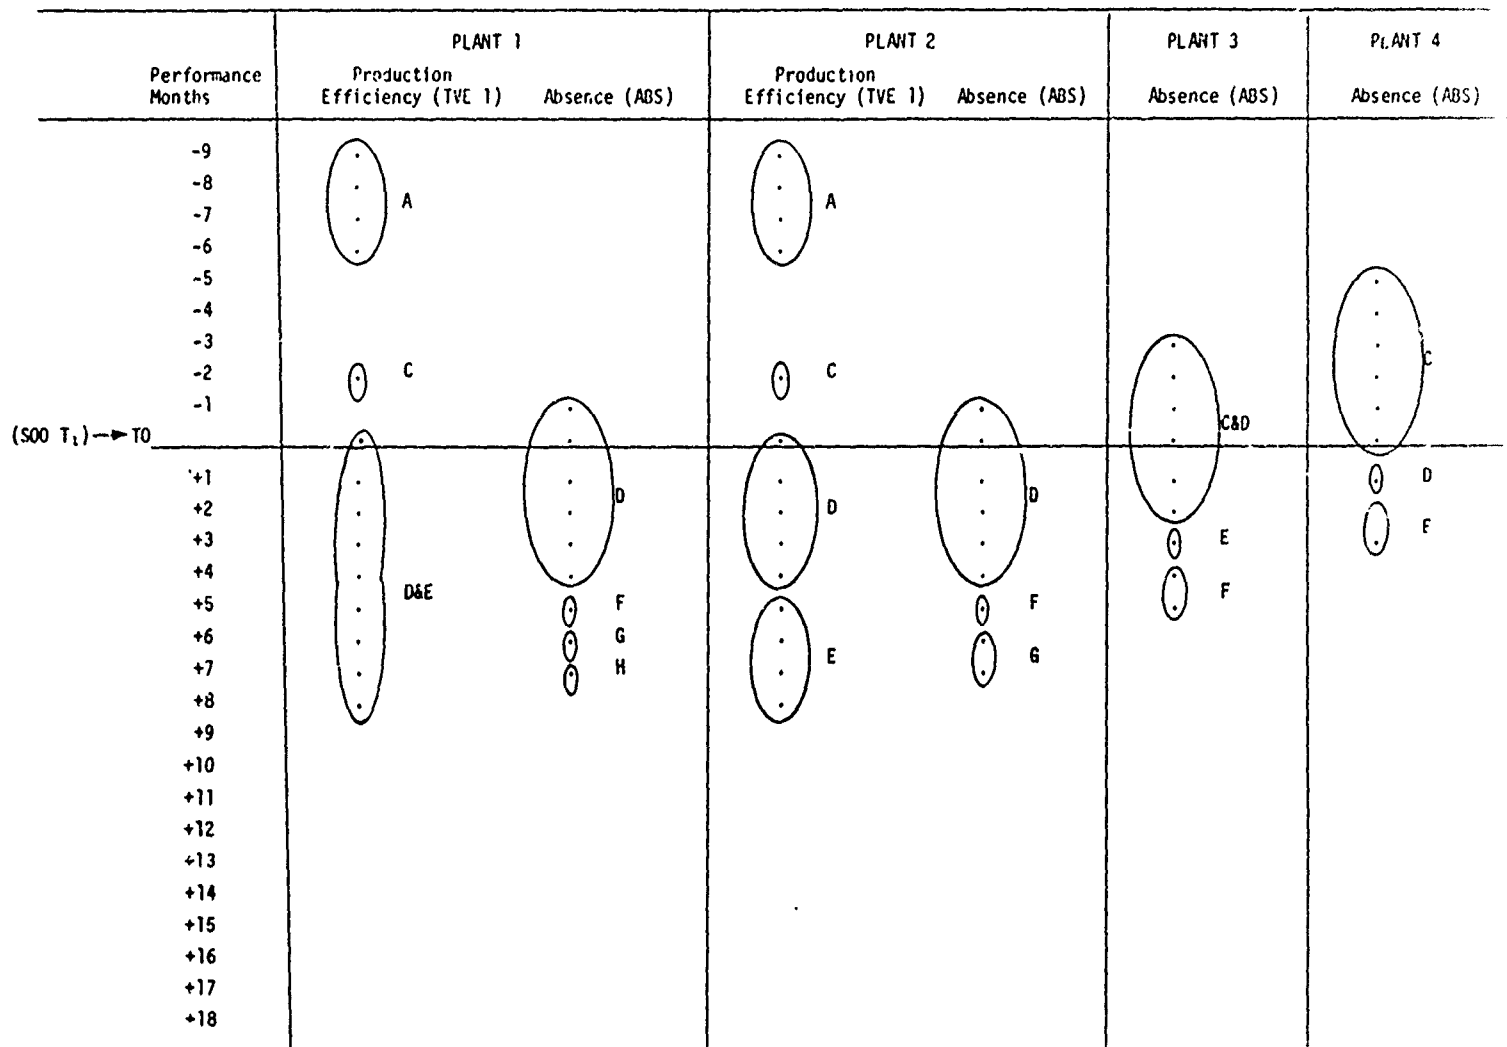 PLANT 1 PLANT 2 PLANT 3 PLANT 4
Performance Production Production
Months Efficiency (TVE 1) Absence (ABS) Efficiency (TVE 1) Absence (ABS) Absence (ABS) Absence (ABS)
-9
-8
A A
-7
-6
-5
-4
-3
C
-2 C C
-1
C&D
(SOO T₁) TO
+1 D
D D
+2 D E
+3 E
+4
D&E F
+5 F F
+6 G
E G
+7 H
+8
+9
+10
+11
+12
+13
+14
+15
+16
+17
+18